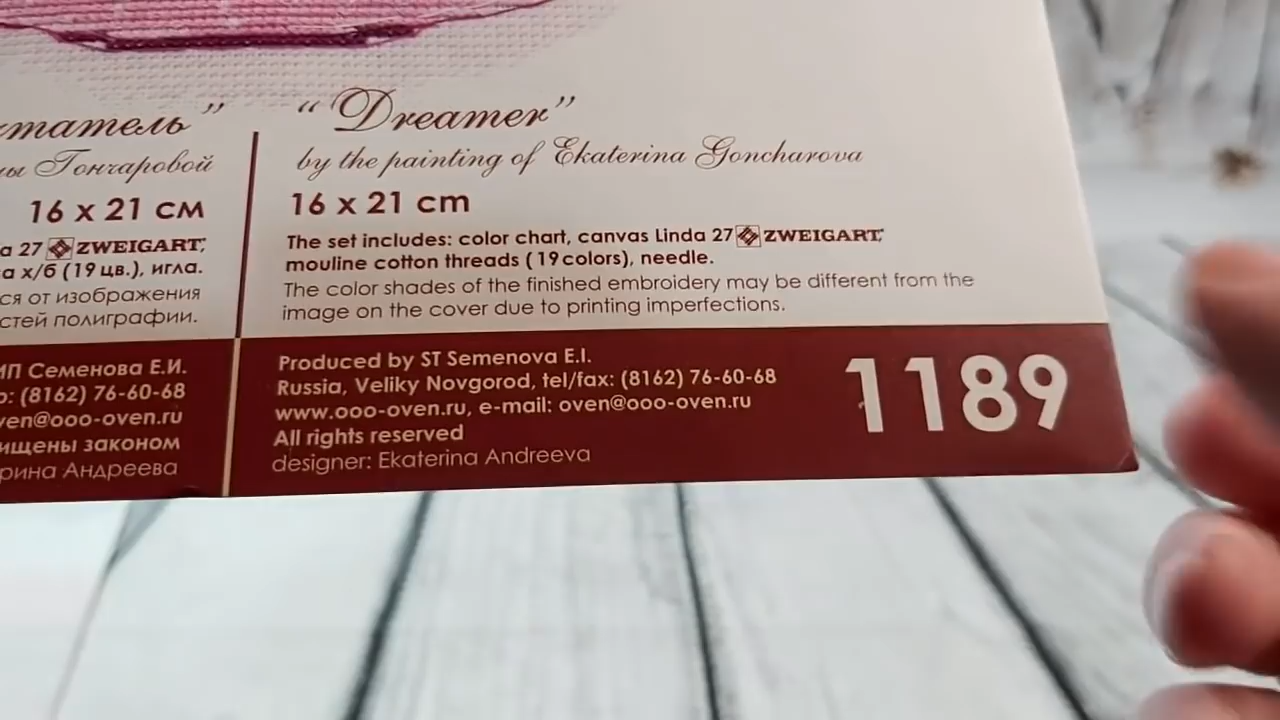 “Dreamer”
by the painting of Ekaterina Goncharova
16 x 21 см
16 x 21 cm
27 ZWEIGART,
х/б (19 цв.), игла.
от изображения
полиграфии.
The set includes: color chart, canvas Linda 27 ZWEIGART,
mouline cotton threads (19 colors), needle.
The color shades of the finished embroidery may be different from the
image on the cover due to printing imperfections.
Гончаровой
ИП Семенова Е.И.
(8162) 76-60-68
oven@ooo-oven.ru
законом
Андреева
Produced by ST Semenova E.I.
Russia, Veliky Novgorod, tel/fax: (8162) 76-60-68
www.ooo-oven.ru, e-mail: oven@ooo-oven.ru
All rights reserved
designer: Ekaterina Andreeva
1189